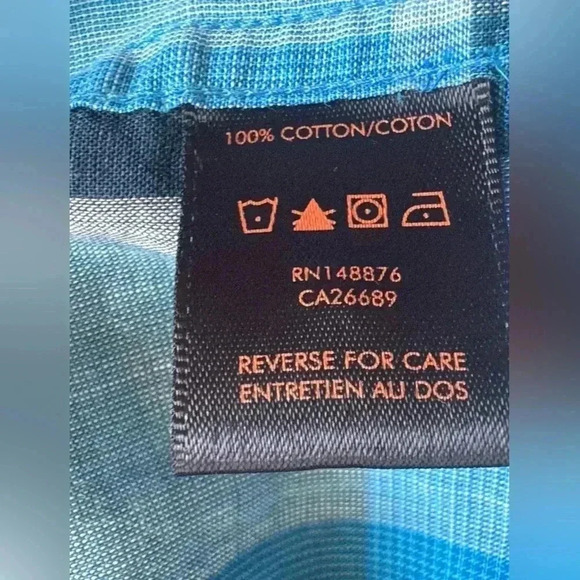 100% COTTON/COTON
RN148876
CA26689
REVERSE FOR CARE
ENTRETIEN AU DOS